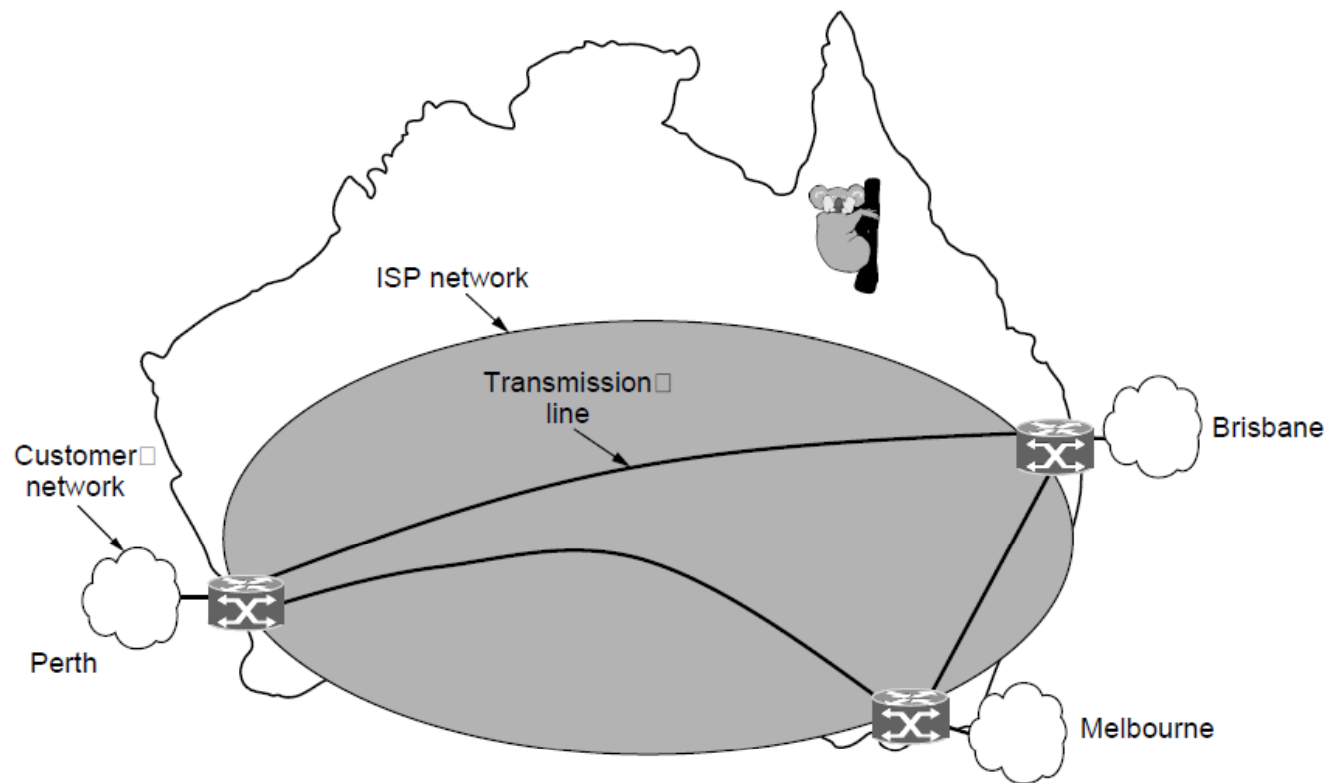 ISP network
Transmission□
line
Brisbane
Customer□
network
Perth
Melbourne